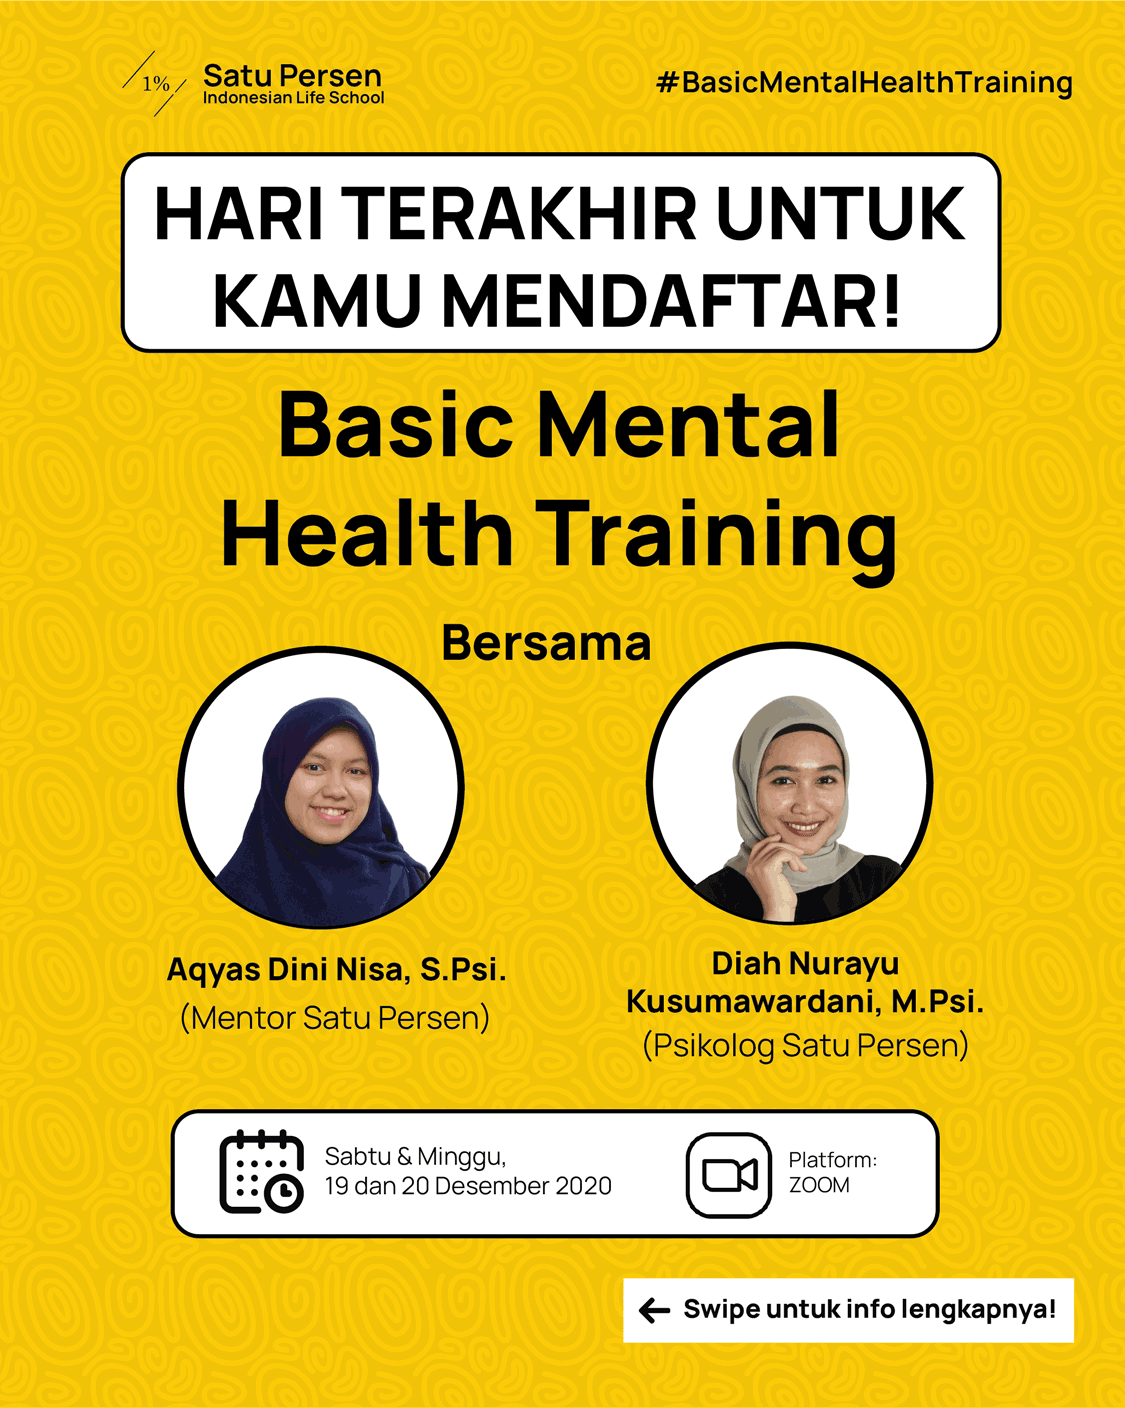 1%
Satu Persen
Indonesian Life School
#BasicMentalHealthTraining
HARI TERAKHIR UNTUK
KAMU MENDAFTAR!
Basic Mental
Health Training
Bersama
Aqyas Dini Nisa, S.Psi.
(Mentor Satu Persen)
Diah Nurayu
Kusumawardani, M.Psi.
(Psikolog Satu Persen)
Sabtu & Minggu,
19 dan 20 Desember 2020
Platform:
ZOOM
Swipe untuk info lengkapnya!